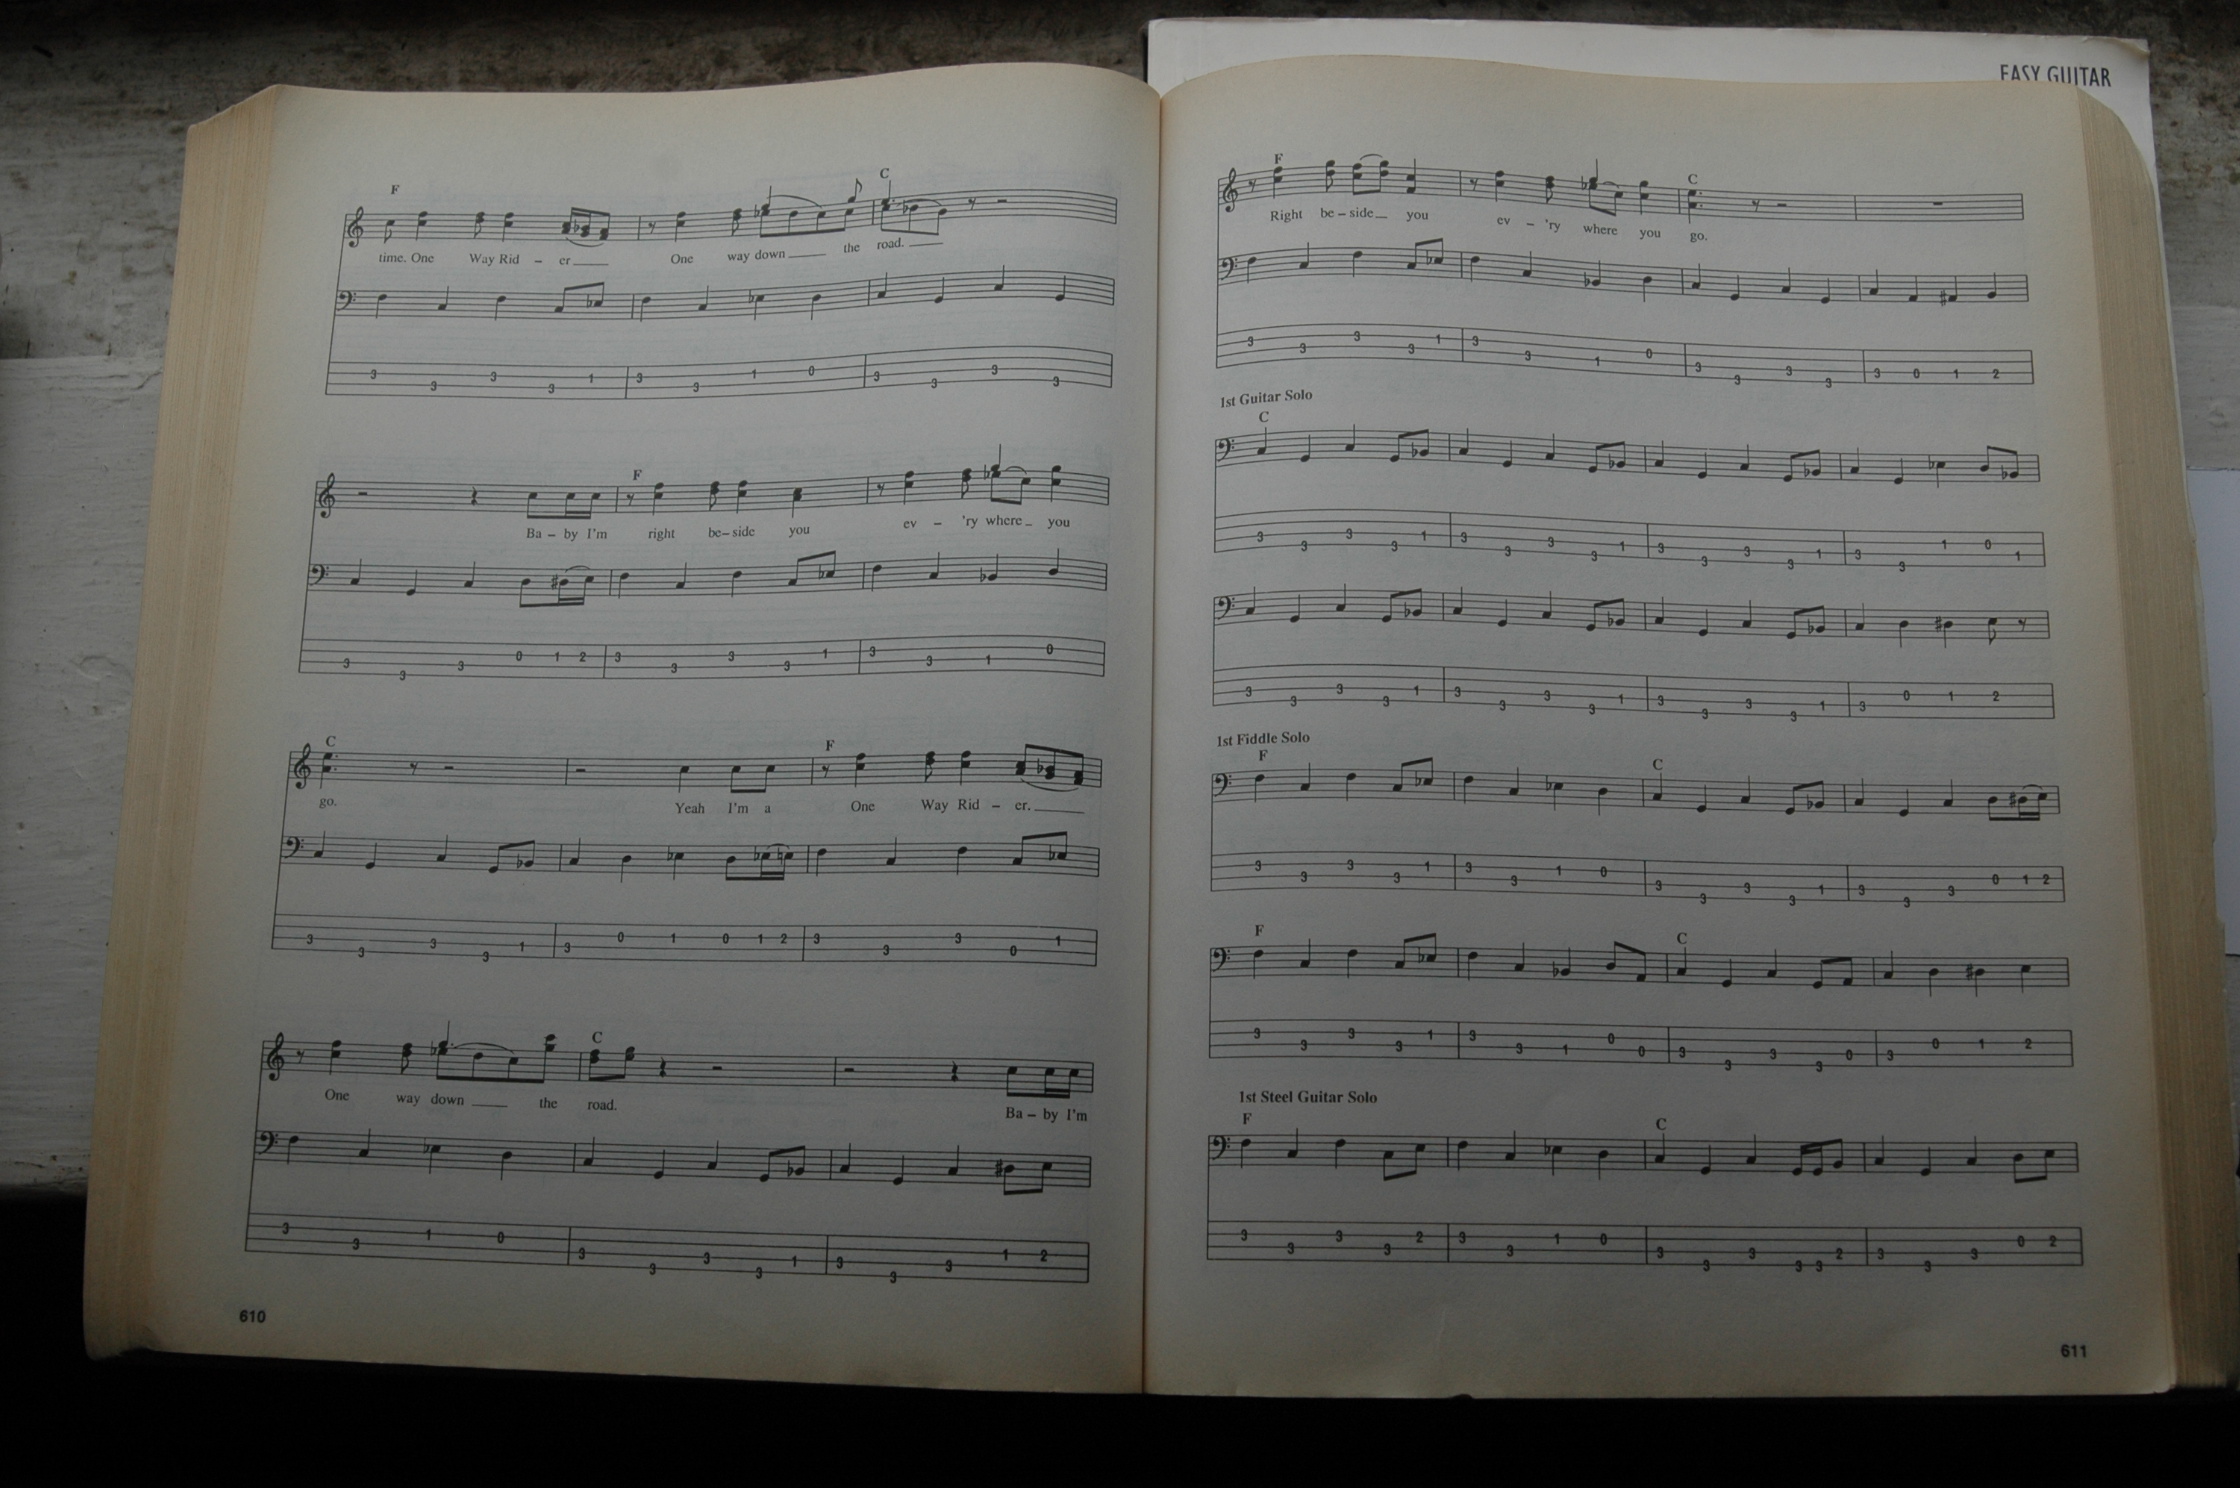 EASY GUITAR
F C
time. One Way Rid – er One way down the road.
3 3 3 3 1 3 3 1 0 3 3 3 3
F
Ba – by I'm right be – side you ev – 'ry where you
3 3 3 0 1 2 3 3 3 3 1 3 3 1 0
C F
go. Yeah I'm a One Way Rid – er.
3 3 3 3 1 3 0 1 0 1 2 3 3 3 0 1
C
One way down the road. Ba – by I'm
3 3 1 0 3 3 3 3 1 3 3 3 1 2
610
F C
Right be – side you ev – 'ry where you go.
3 3 3 3 1 3 3 1 0 3 3 3 3 3 0 1 2
1st Guitar Solo
C
3 3 3 3 1 3 3 3 3 1 3 3 3 3 1 3 3 1 0 1
3 3 3 3 1 3 3 3 3 1 3 3 3 3 1 3 0 1 2
1st Fiddle Solo
F C
3 3 3 3 1 3 3 1 0 3 3 3 3 1 3 3 3 0 1 2
F C
3 3 3 3 1 3 3 1 0 0 3 3 3 3 0 3 0 1 2
1st Steel Guitar Solo
F C
3 3 3 3 2 3 3 1 0 3 3 3 3 3 2 3 3 3 0 2
611